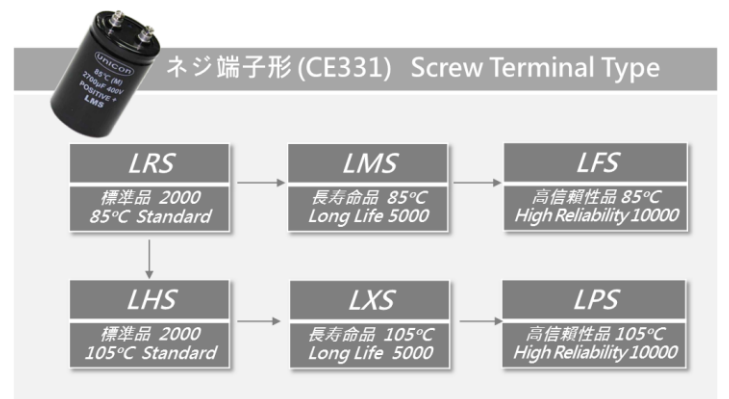 unicon
85℃ (M)
2700μF 400V
POSITIVE +
LMS
ネジ端子形 (CE331) Screw Terminal Type
LRS
標準品 2000
85℃ Standard
LMS
長寿命品 85℃
Long Life 5000
LFS
高信頼性品 85℃
High Reliability 10000
LHS
標準品 2000
105℃ Standard
LXS
長寿命品 105℃
Long Life 5000
LPS
高信頼性品 105℃
High Reliability 10000